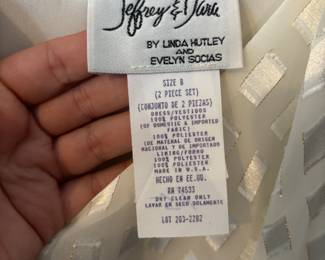 Jeffrey & Dara
BY LINDA HUTLEY
AND
EVELYN SOCIAS
SIZE 8
(2 PIECE SET)
(CONJUNTO DE 2 PIEZAS)
DRESS/VESTIDOS
100% POLYESTER
(OF DOMESTIC & IMPORTED
FABRIC)
100% POLIESTER
(DE MATERIAL DE ORIGEN
NACIONAL Y DE IMPORTADO
LINING/FORRO
100% POLYESTER
100% POLIESTER
MADE IN U.S.A.
HECHO EN EE.UU.
RN 74533
DRY CLEAN ONLY
LAVAR EN SECO SOLAMENTE
LOT 203-2282